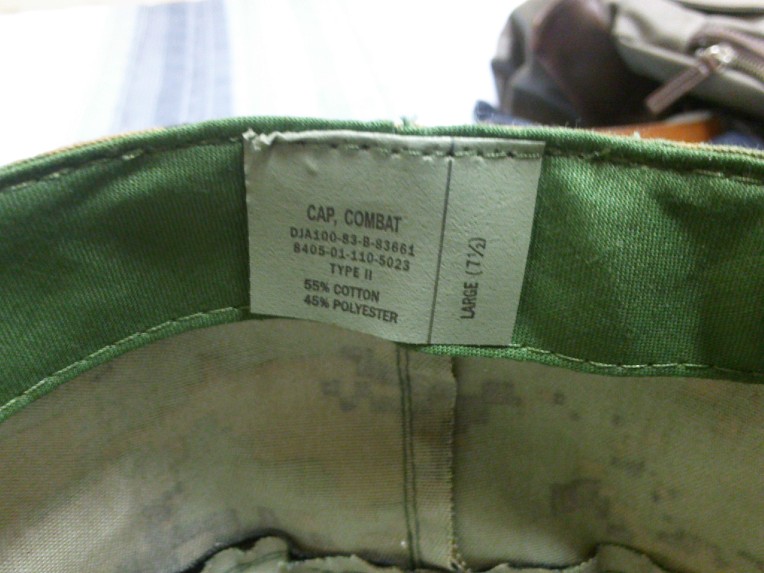 CAP, COMBAT
DJA100-83-B-83661
8405-01-110-5023
TYPE II
55% COTTON
45% POLYESTER
LARGE (7½)